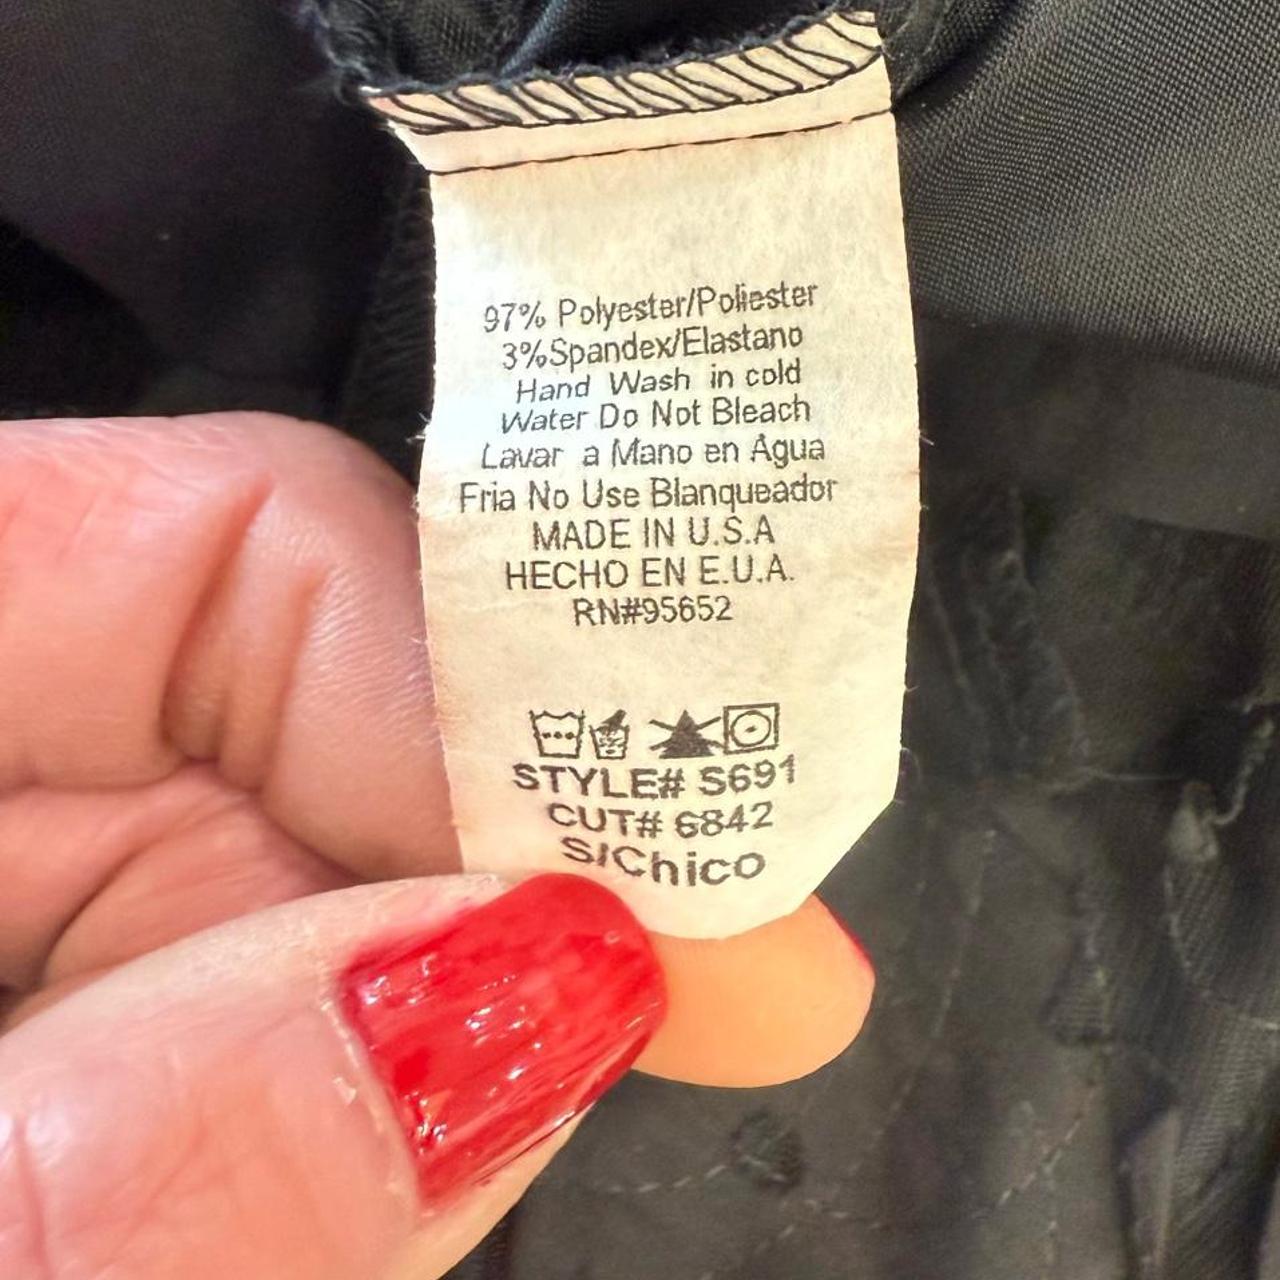 97% Polyester/Poliester
3%Spandex/Elastano
Hand Wash in cold
Water Do Not Bleach
Lavar a Mano en Agua
Fria No Use Blanqueador
MADE IN U.S.A
HECHO EN E.U.A.
RN#95652
STYLE# S691
CUT# 6842
S/Chico